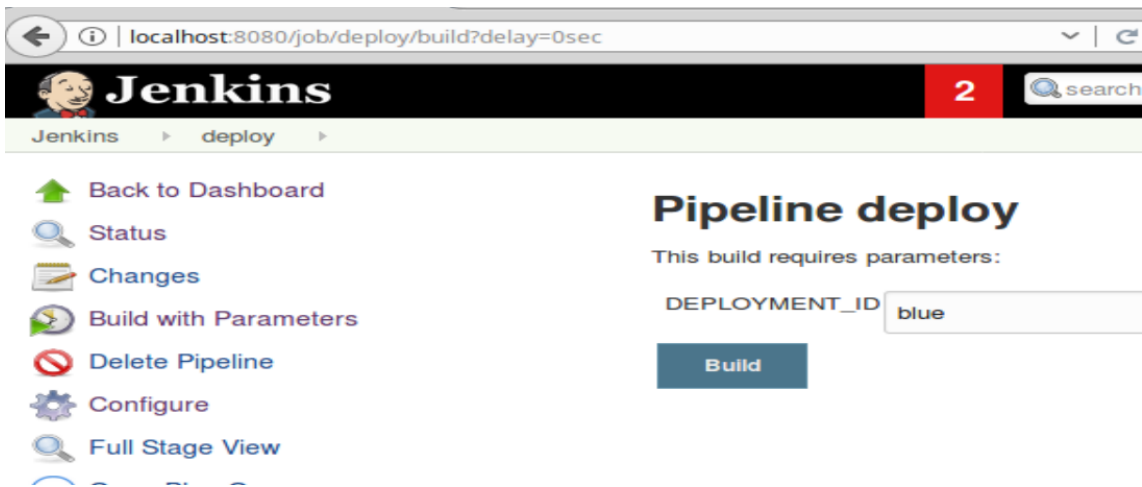 localhost:8080/job/deploy/build?delay=0sec
Jenkins
2
search
Jenkins
deploy
Back to Dashboard
Status
Changes
Build with Parameters
Delete Pipeline
Configure
Full Stage View
Pipeline deploy
This build requires parameters:
DEPLOYMENT_ID
blue
Build